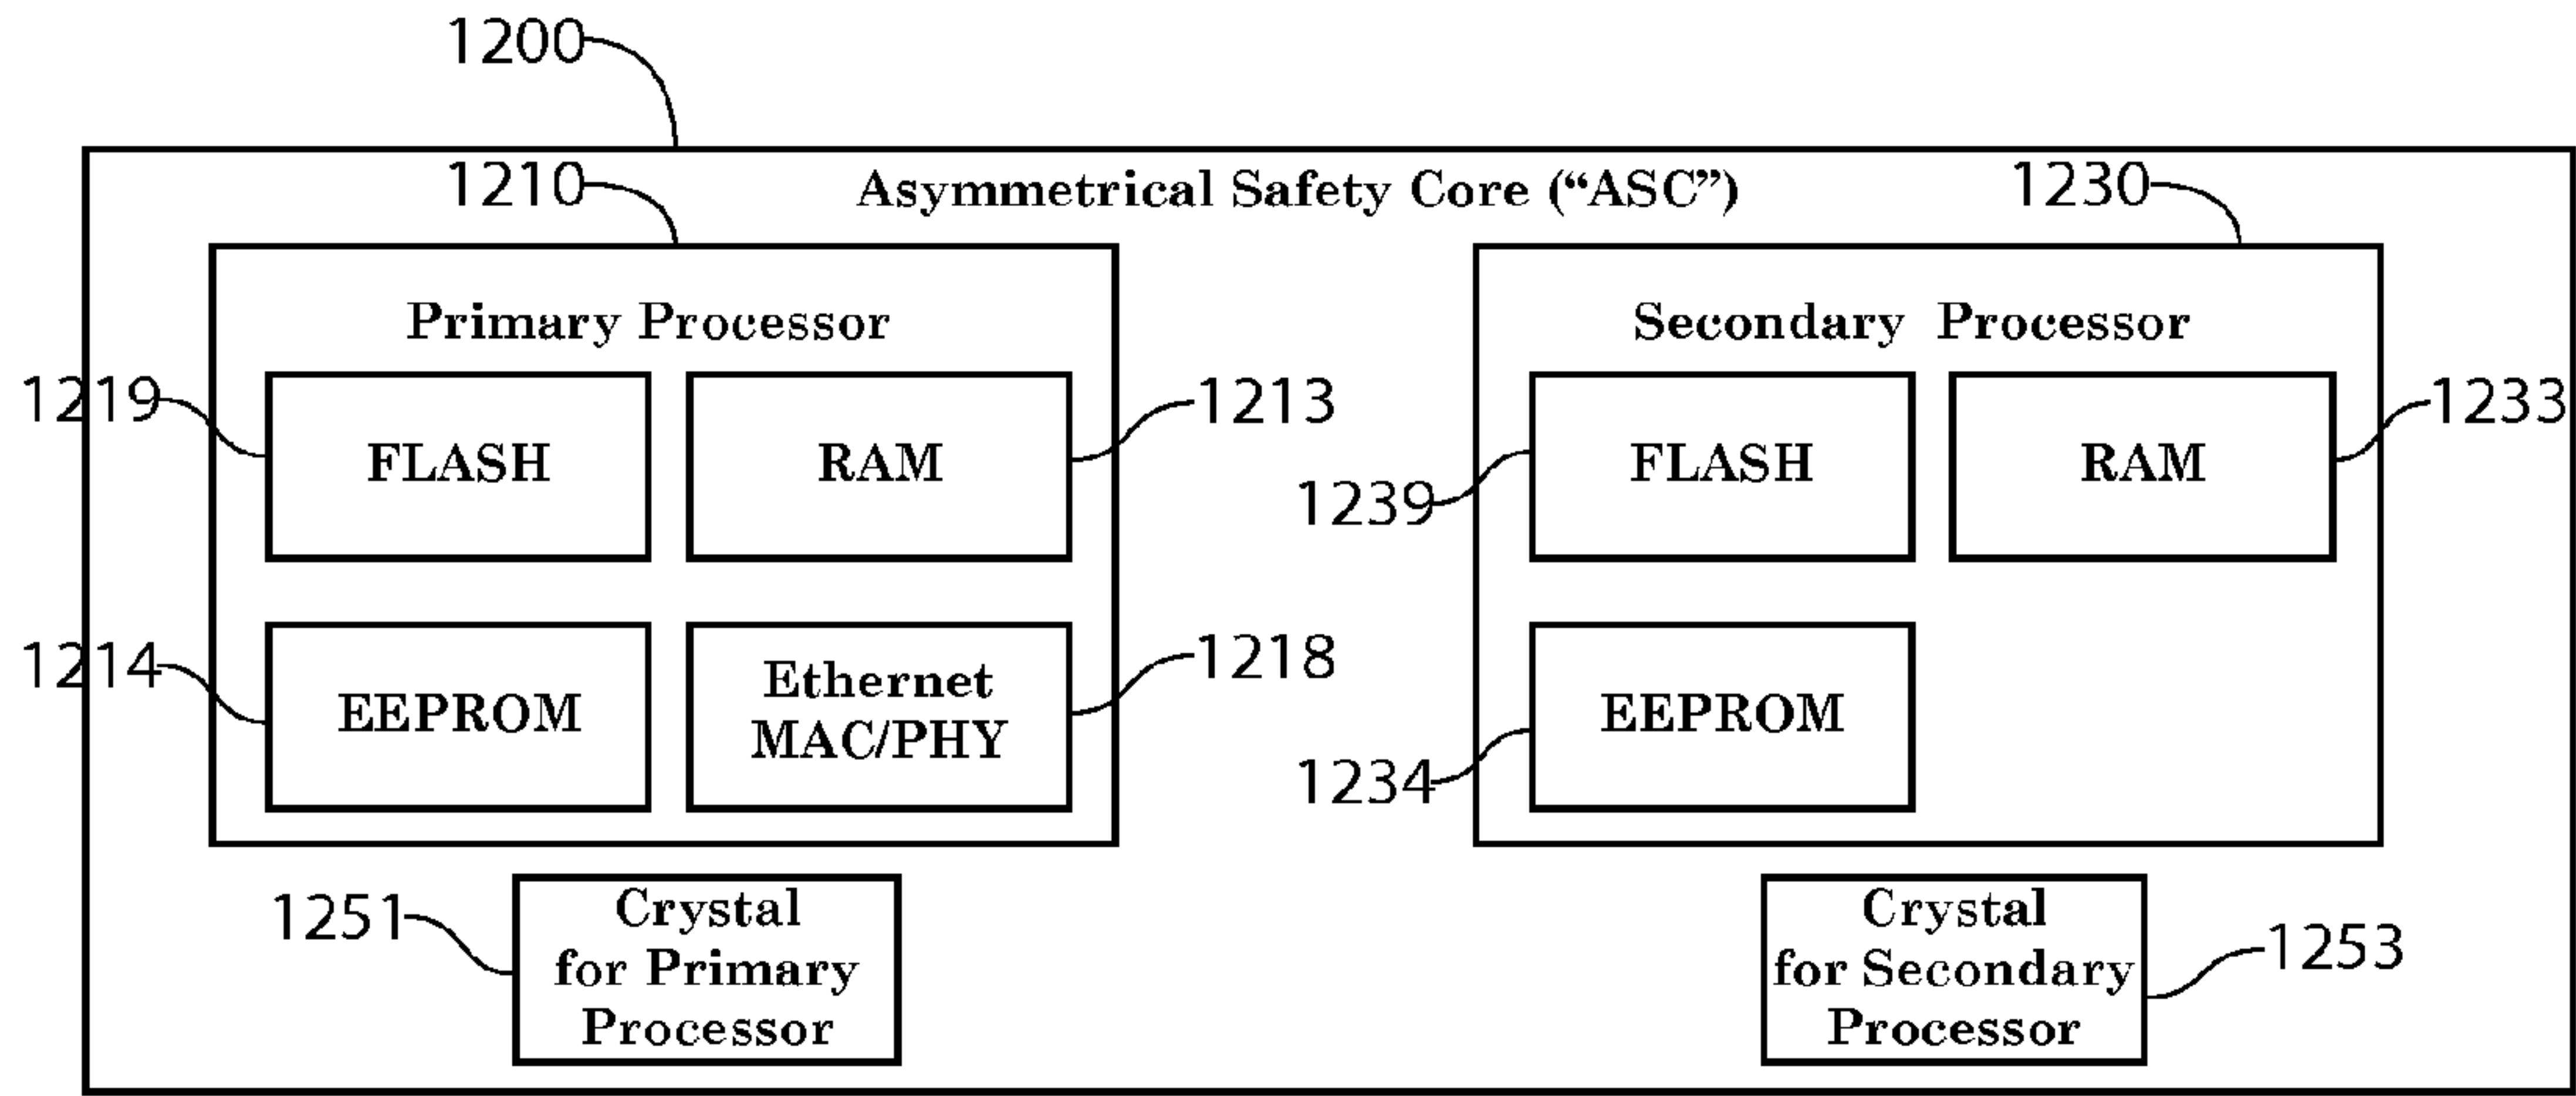 1200
1210
Asymmetrical Safety Core (“ASC”)
1230
Primary Processor
Secondary Processor
1219
FLASH
RAM
1213
1239
FLASH
RAM
1233
1214
EEPROM
Ethernet
MAC/PHY
1218
1234
EEPROM
1251
Crystal
for Primary
Processor
Crystal
for Secondary
Processor
1253